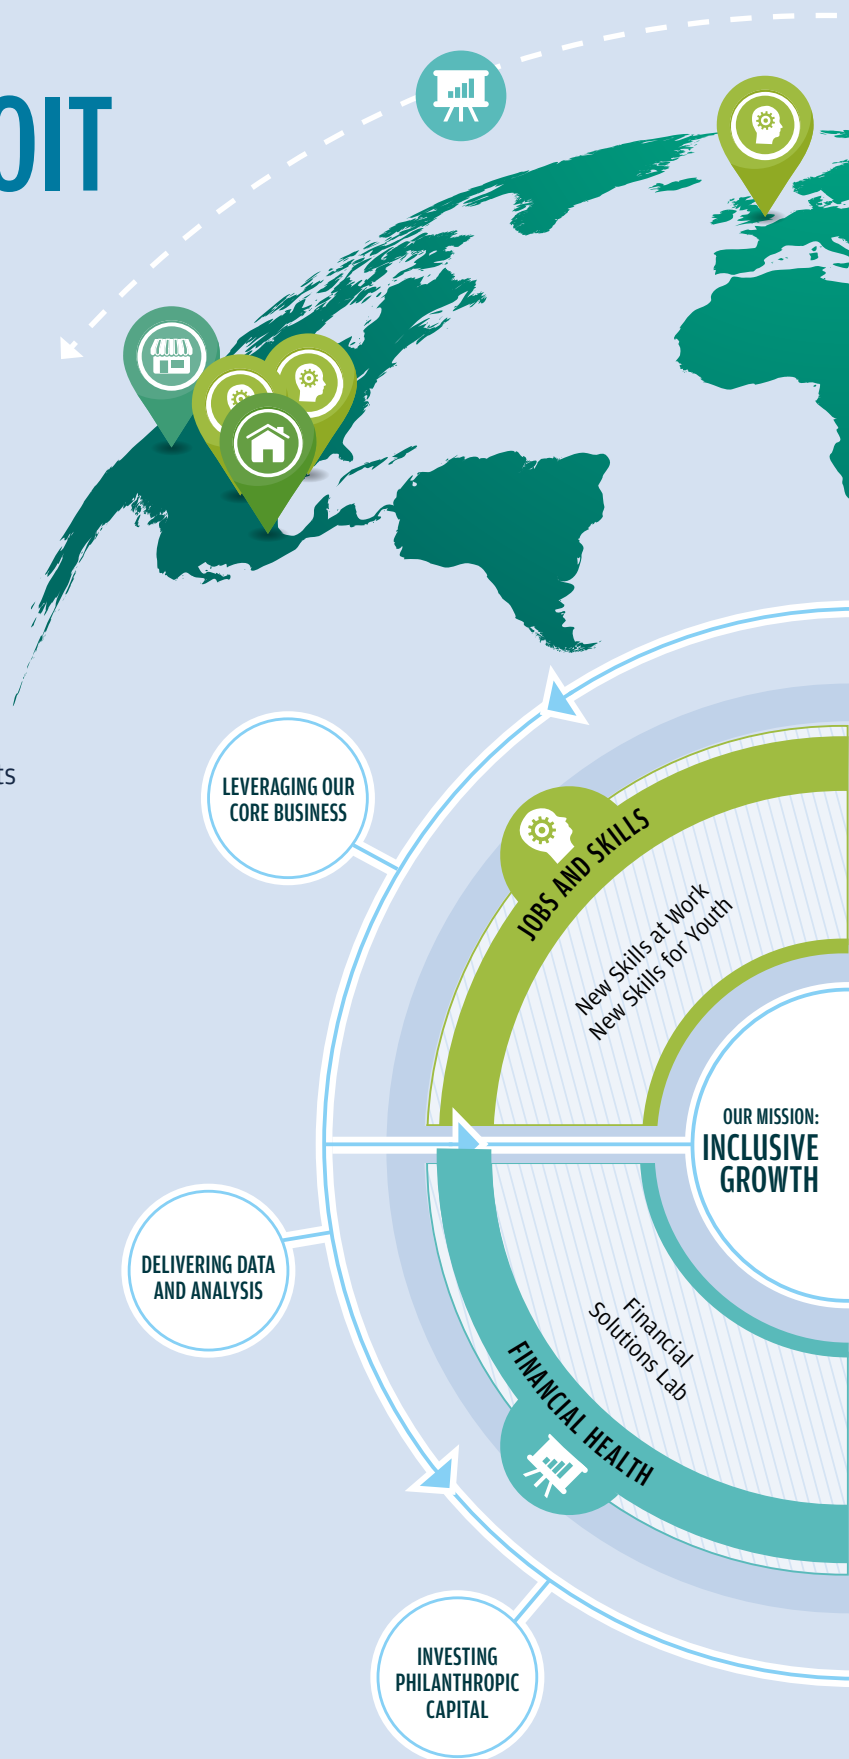 OIT
ts
LEVERAGING OUR
CORE BUSINESS
JOBS AND SKILLS
New Skills at Work
New Skills for Youth
OUR MISSION:
INCLUSIVE
GROWTH
DELIVERING DATA
AND ANALYSIS
Financial
Solutions Lab
FINANCIAL HEALTH
INVESTING
PHILANTHROPIC
CAPITAL